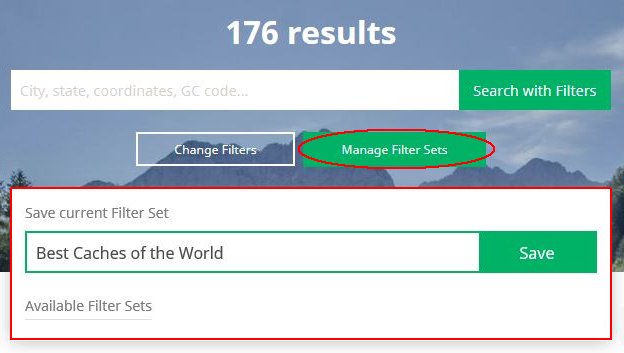 176 results
City, state, coordinates, GC code...
Search with Filters
Change Filters
Manage Filter Sets
Save current Filter Set
Best Caches of the World
Save
Available Filter Sets